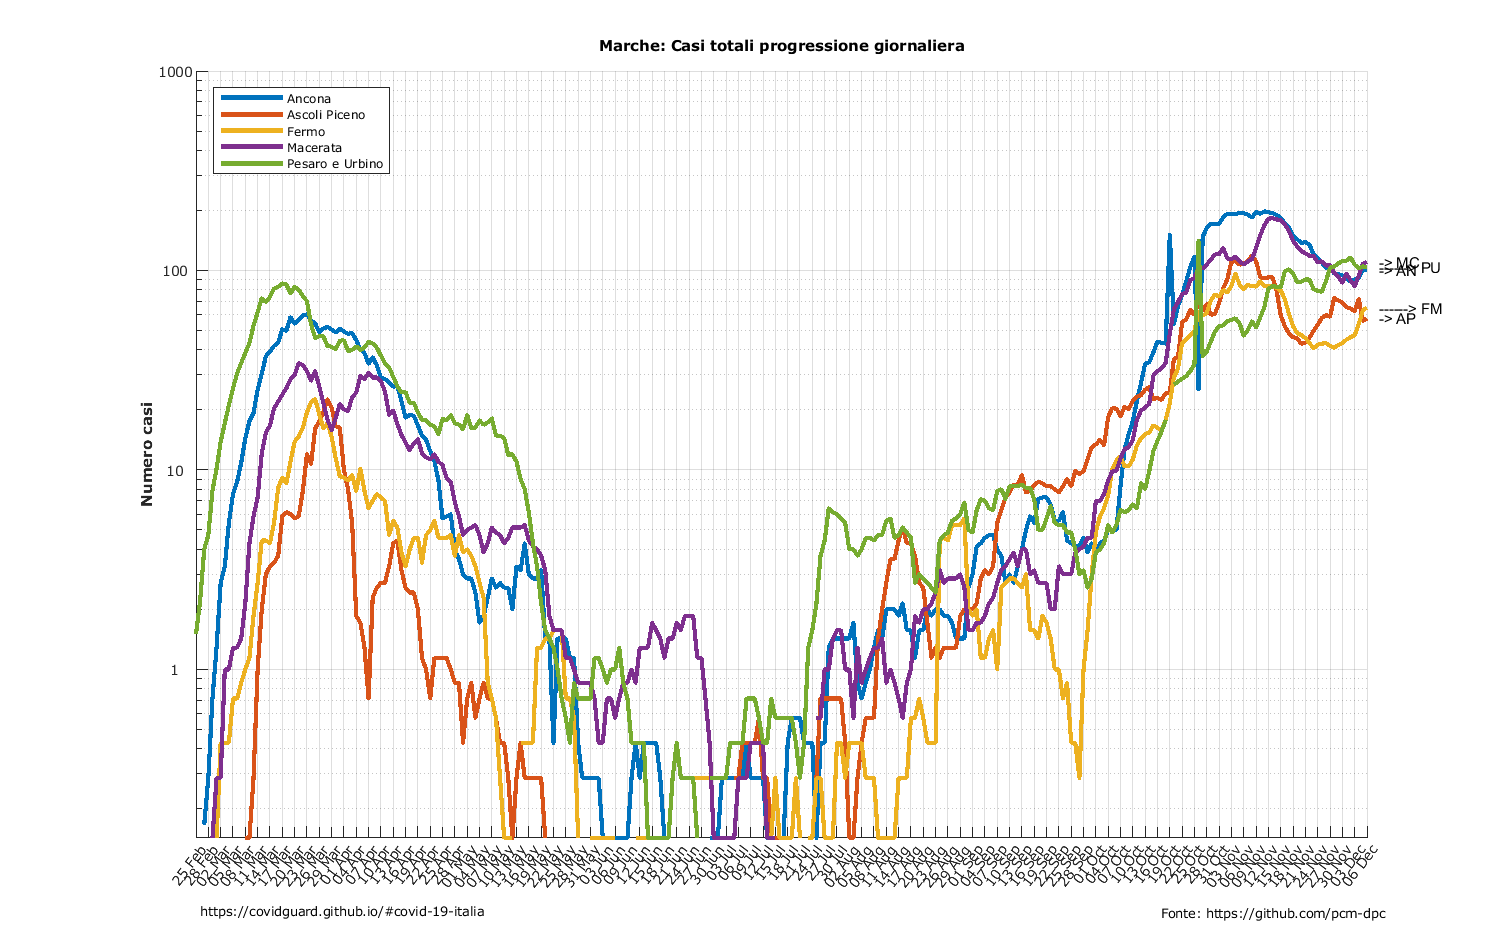 Marche: Casi totali progressione giornaliera
1000
100
10
1
Numero casi
Ancona
Ascoli Piceno
Fermo
Macerata
Pesaro e Urbino
-> MC
PU
-> AN
------> FM
-> AP
25 Feb
28 Feb
02 Mar
05 Mar
08 Mar
11 Mar
14 Mar
17 Mar
20 Mar
23 Mar
26 Mar
29 Mar
01 Apr
04 Apr
07 Apr
10 Apr
13 Apr
16 Apr
19 Apr
22 Apr
25 Apr
28 Apr
01 May
04 May
07 May
10 May
13 May
16 May
19 May
22 May
25 May
28 May
31 May
03 Jun
06 Jun
09 Jun
12 Jun
15 Jun
18 Jun
21 Jun
24 Jun
27 Jun
30 Jun
03 Jul
06 Jul
09 Jul
12 Jul
15 Jul
18 Jul
21 Jul
24 Jul
27 Jul
30 Jul
02 Aug
05 Aug
08 Aug
11 Aug
14 Aug
17 Aug
20 Aug
23 Aug
26 Aug
29 Aug
01 Sep
04 Sep
07 Sep
10 Sep
13 Sep
16 Sep
19 Sep
22 Sep
25 Sep
28 Sep
01 Oct
04 Oct
07 Oct
10 Oct
13 Oct
16 Oct
19 Oct
22 Oct
25 Oct
28 Oct
31 Oct
03 Nov
06 Nov
09 Nov
12 Nov
15 Nov
18 Nov
21 Nov
24 Nov
27 Nov
30 Nov
03 Dec
06 Dec
https://covidguard.github.io/#covid-19-italia
Fonte: https://github.com/pcm-dpc